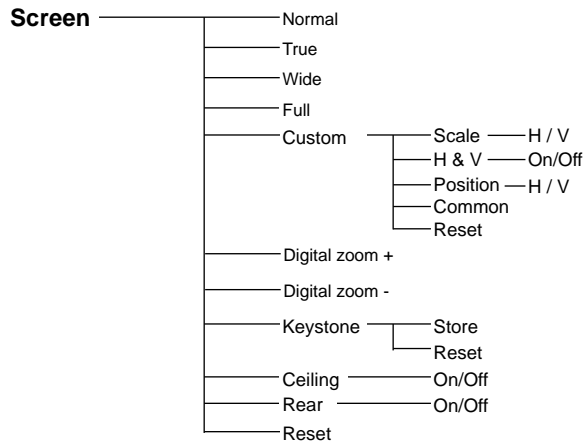 Screen Normal
True
Wide
Full
Custom Scale H / V
H & V On/Off
Position H / V
Common
Reset
Digital zoom +
Digital zoom -
Keystone Store
Reset
Ceiling On/Off
Rear On/Off
Reset